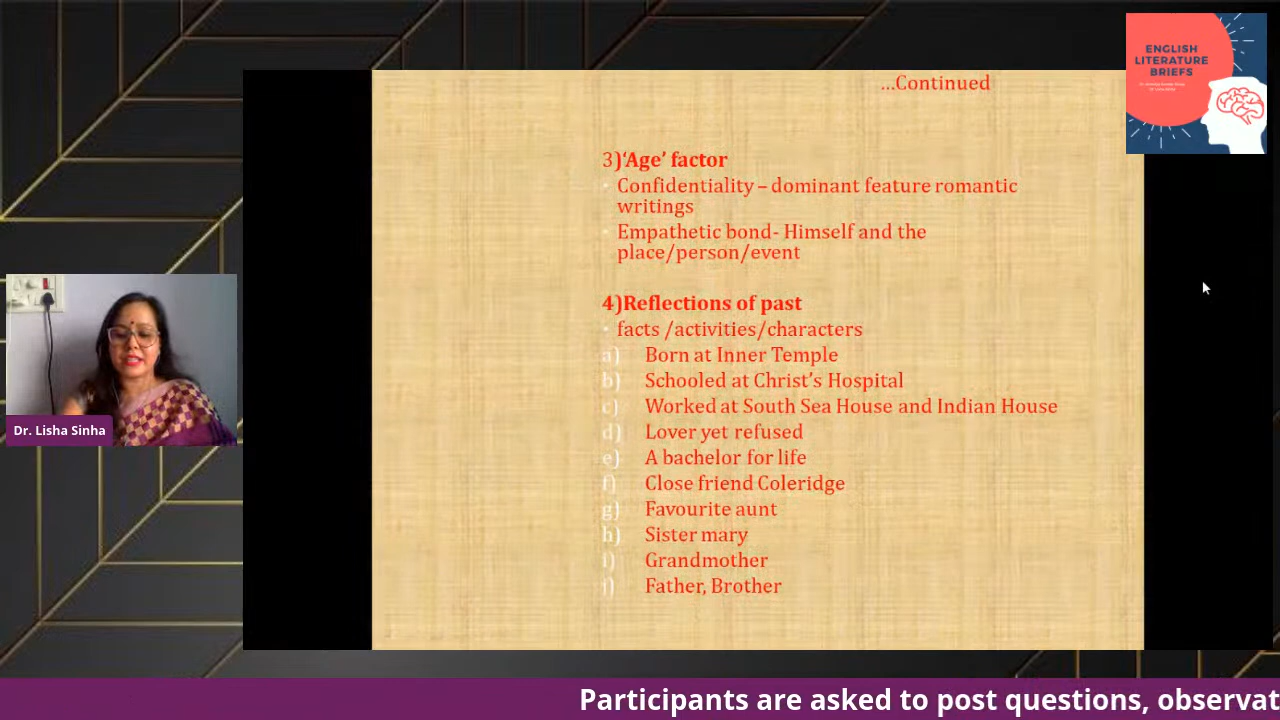 ...Continued
ENGLISH
LITERATURE
BRIEFS
3)‘Age’ factor
Confidentiality – dominant feature romantic
writings
Empathetic bond- Himself and the
place/person/event
4)Reflections of past
facts /activities/characters
a) Born at Inner Temple
b) Schooled at Christ’s Hospital
c) Worked at South Sea House and Indian House
d) Lover yet refused
e) A bachelor for life
f) Close friend Coleridge
g) Favourite aunt
h) Sister mary
i) Grandmother
j) Father, Brother
Dr. Lisha Sinha
Participants are asked to post questions, observat